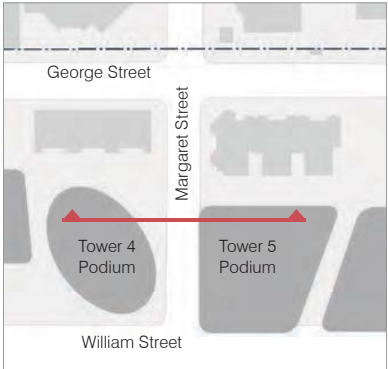 George Street
Margaret Street
Tower 4
Podium
Tower 5
Podium
William Street